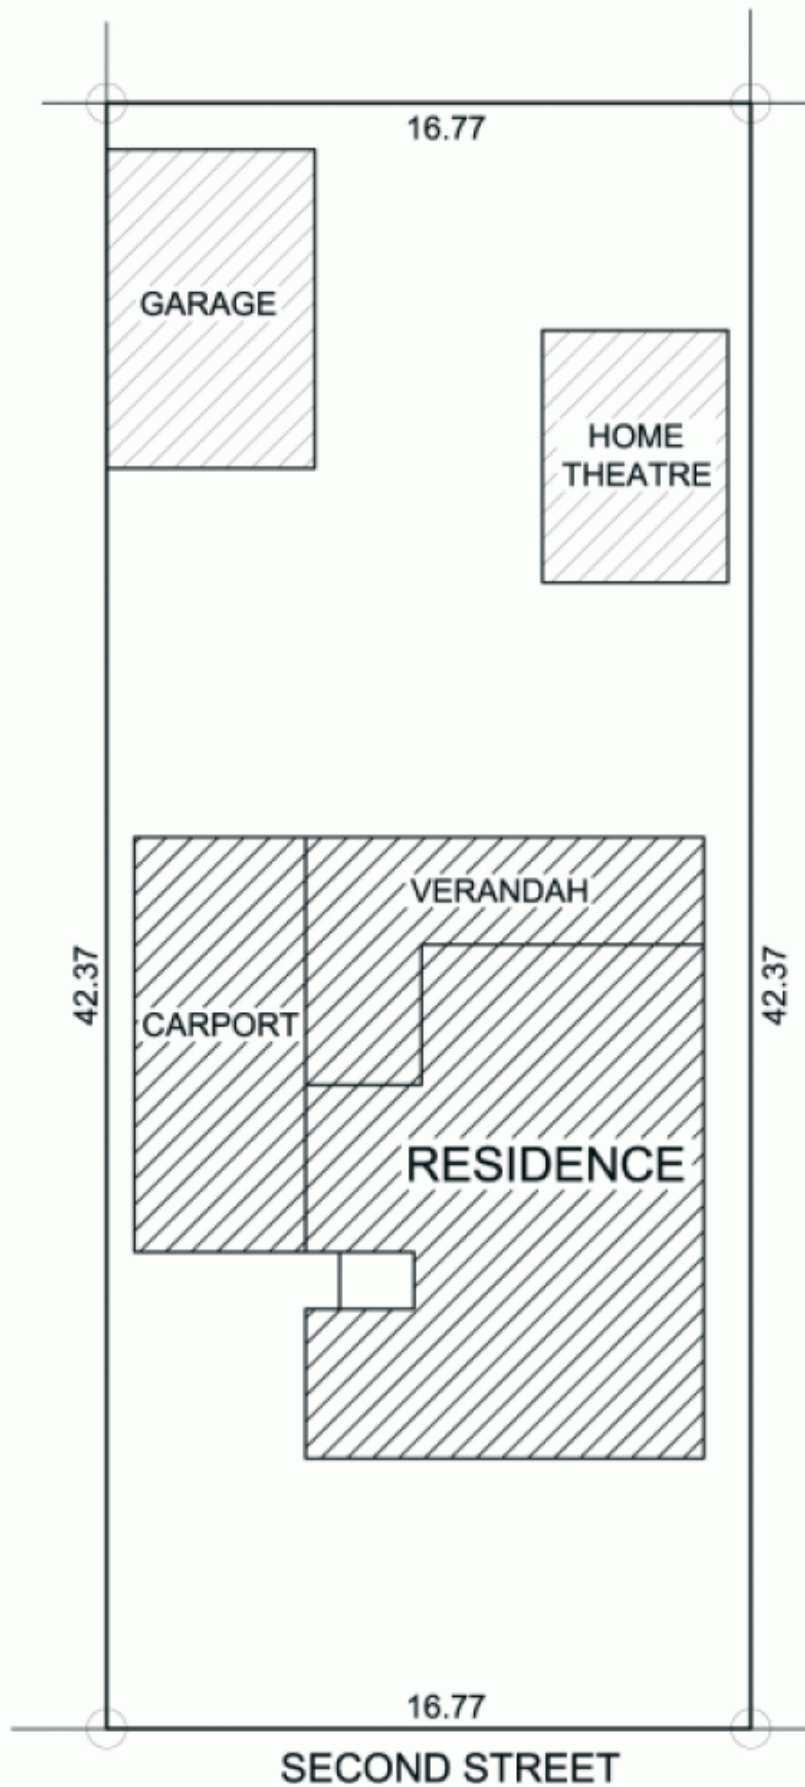 16.77
GARAGE
HOME
THEATRE
VERANDAH
42.37
42.37
CARPORT
RESIDENCE
16.77
SECOND STREET